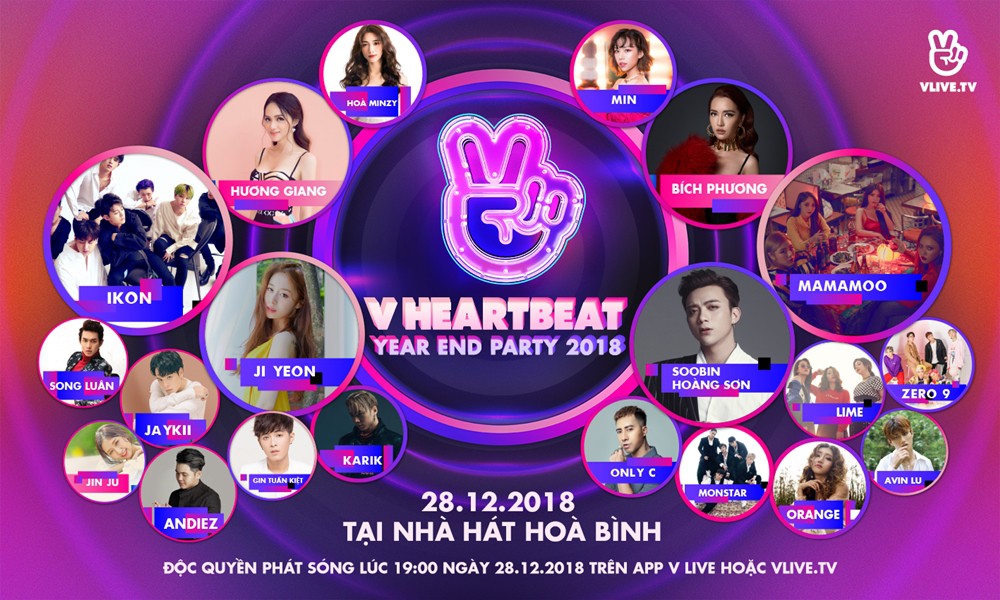 VLIVE.TV
HOÀ MINZY
MIN
HƯƠNG GIANG
BÍCH PHƯƠNG
IKON
MAMAMOO
V HEARTBEAT
YEAR END PARTY 2018
JI YEON
SOOBIN
HOÀNG SƠN
SONG LUÂN
ZERO 9
JAYKII
LIME
KARIK
ONLY C
JIN JU
GIN TUẤN KIỆT
MONSTAR
AVIN LU
ANDIEZ
ORANGE
28.12.2018
TẠI NHÀ HÁT HOÀ BÌNH
ĐỘC QUYỀN PHÁT SÓNG LÚC 19:00 NGÀY 28.12.2018 TRÊN APP V LIVE HOẶC VLIVE.TV